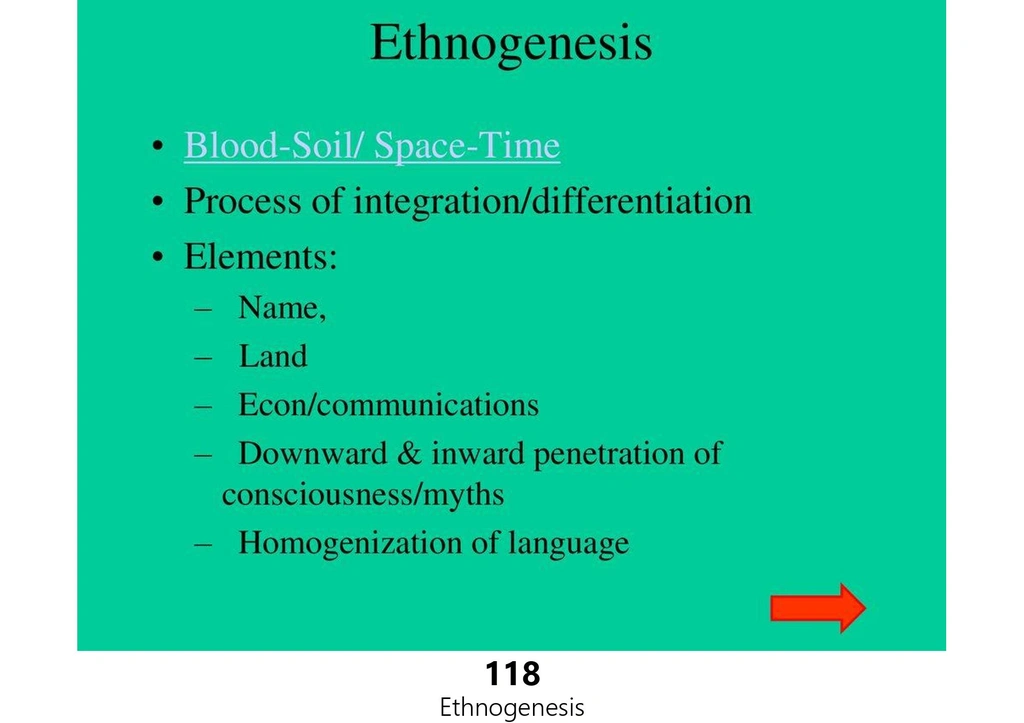 Ethnogenesis
• Blood-Soil/ Space-Time
• Process of integration/differentiation
• Elements:
– Name,
– Land
– Econ/communications
– Downward & inward penetration of
consciousness/myths
– Homogenization of language
118
Ethnogenesis